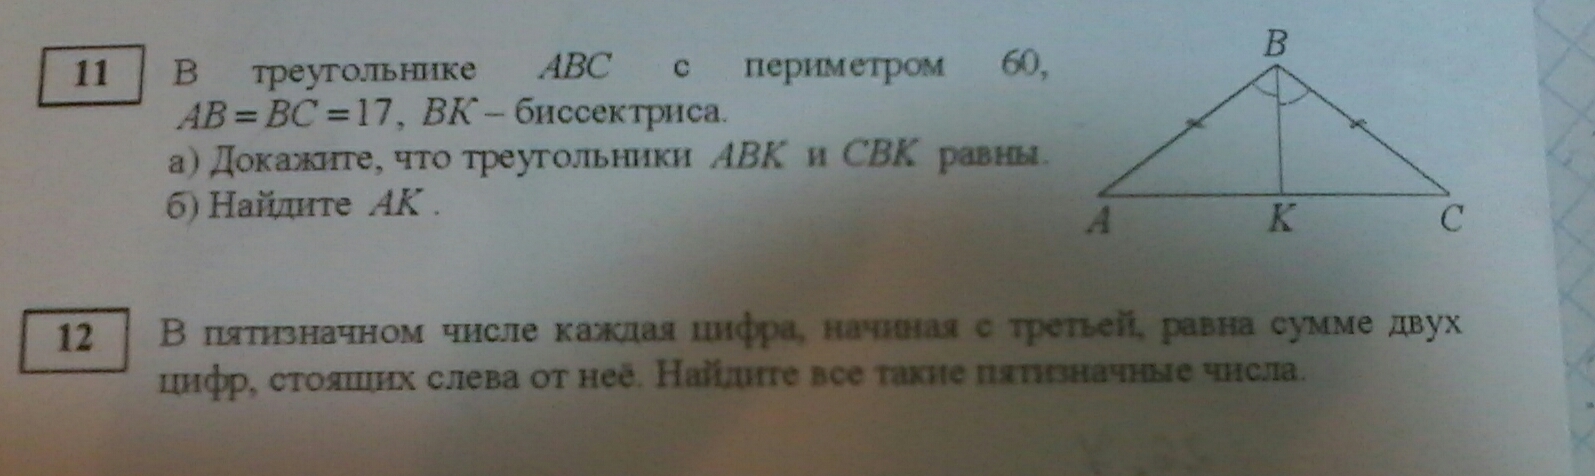 11
В треугольнике ABC с периметром 60,
AB = BC = 17, BK – биссектриса.
а) Докажите, что треугольники ABK и CBK равны.
б) Найдите AK .
B
A
K
C
12
В пятизначном числе каждая цифра, начиная с третьей, равна сумме двух
цифр, стоящих слева от неё. Найдите все такие пятизначные числа.